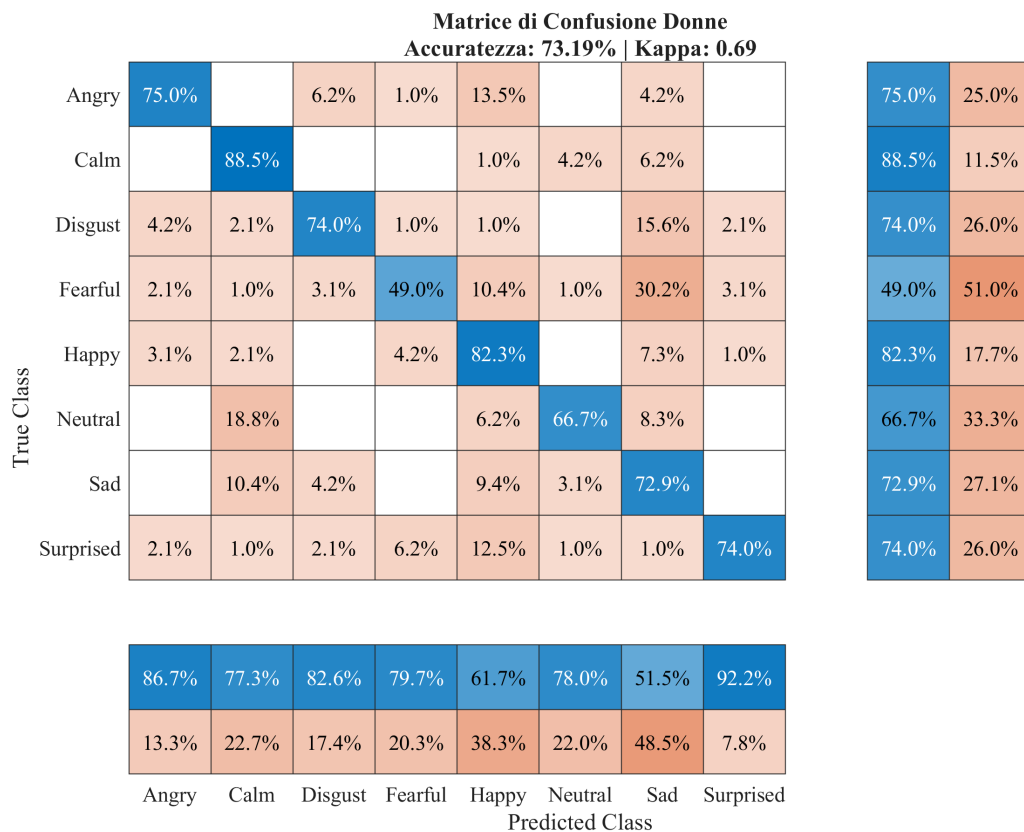 Matrice di Confusione Donne
Accuratezza: 73.19% | Kappa: 0.69
Angry 75.0% 6.2% 1.0% 13.5% 4.2% 75.0% 25.0%
Calm 88.5% 1.0% 4.2% 6.2% 88.5% 11.5%
Disgust 4.2% 2.1% 74.0% 1.0% 1.0% 15.6% 2.1% 74.0% 26.0%
Fearful 2.1% 1.0% 3.1% 49.0% 10.4% 1.0% 30.2% 3.1% 49.0% 51.0%
Happy 3.1% 2.1% 4.2% 82.3% 7.3% 1.0% 82.3% 17.7%
Neutral 18.8% 6.2% 66.7% 8.3% 66.7% 33.3%
Sad 10.4% 4.2% 9.4% 3.1% 72.9% 72.9% 27.1%
Surprised 2.1% 1.0% 2.1% 6.2% 12.5% 1.0% 1.0% 74.0% 74.0% 26.0%
True Class
86.7% 77.3% 82.6% 79.7% 61.7% 78.0% 51.5% 92.2%
13.3% 22.7% 17.4% 20.3% 38.3% 22.0% 48.5% 7.8%
Angry Calm Disgust Fearful Happy Neutral Sad Surprised
Predicted Class